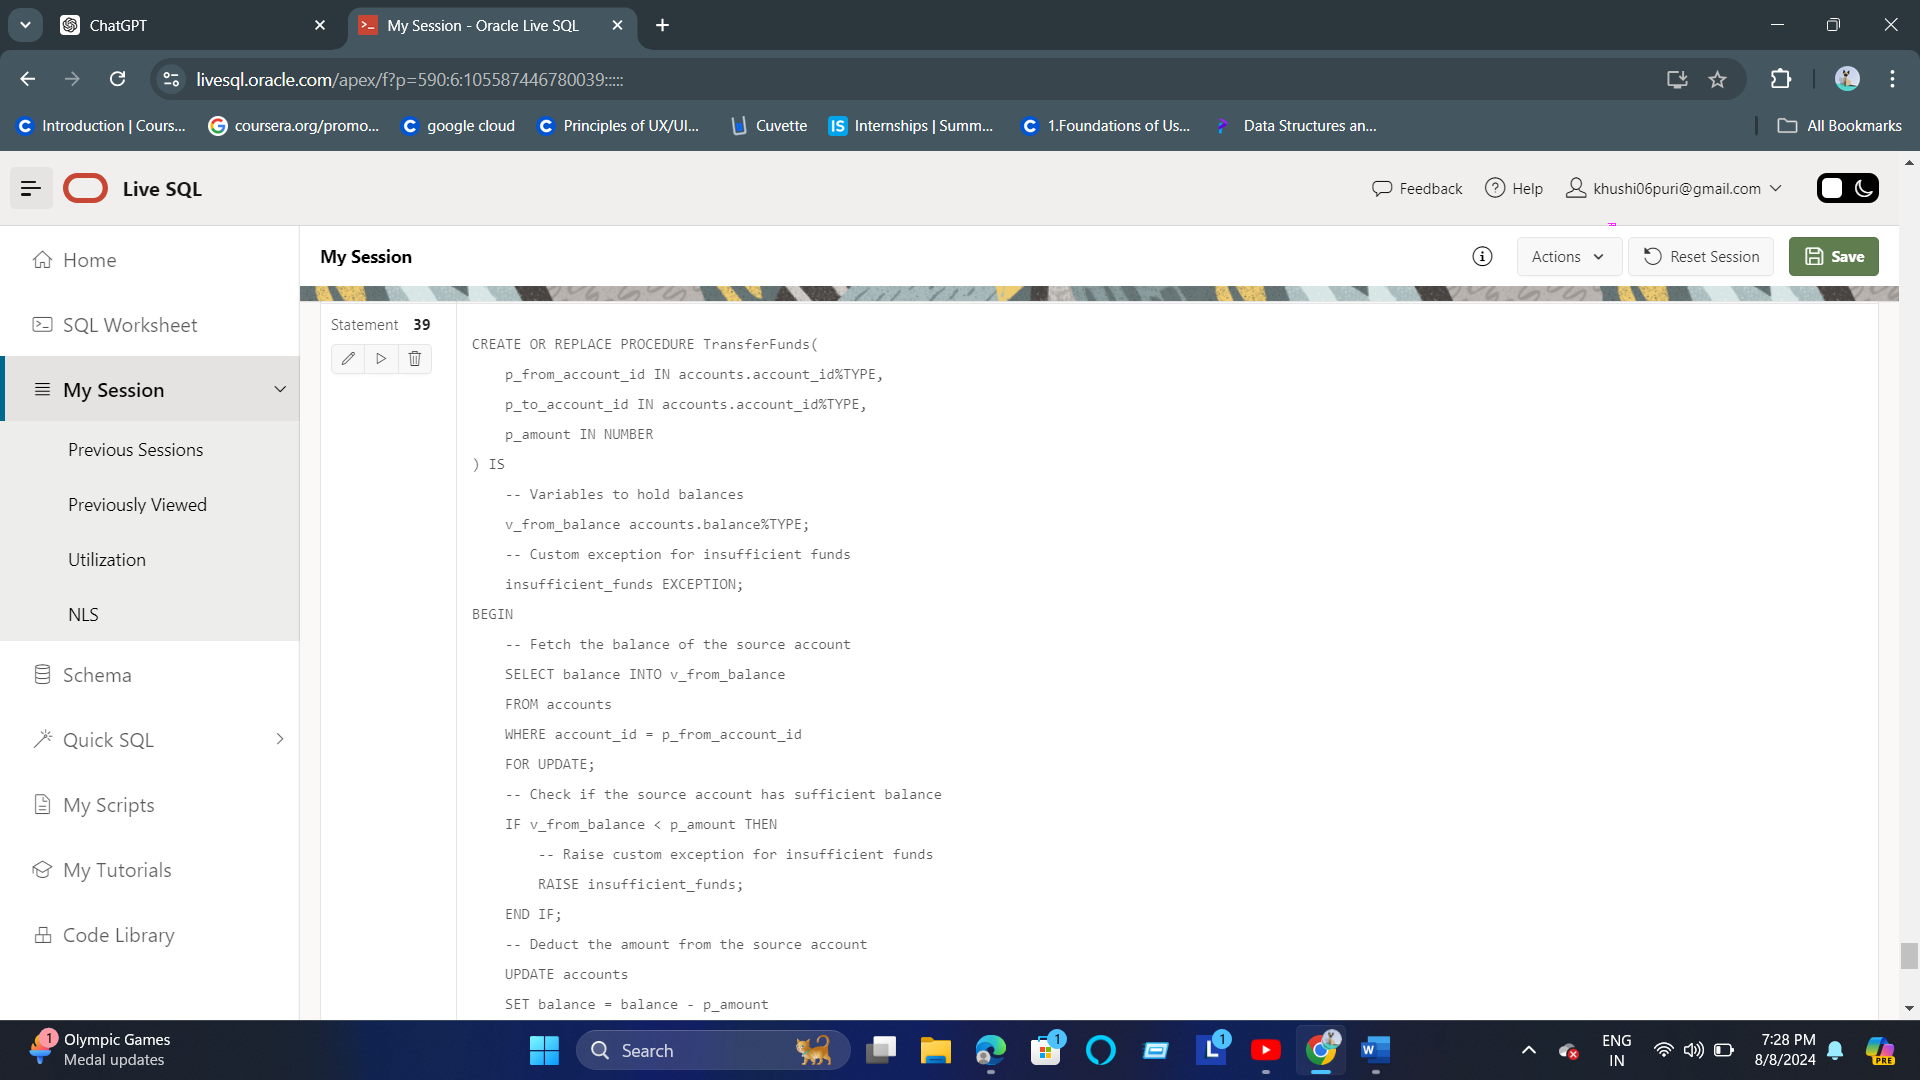 ChatGPT
My Session - Oracle Live SQL
livesql.oracle.com/apex/f?p=590:6:105587446780039:::::
Introduction | Cours...
coursera.org/promo...
google cloud
Principles of UX/UI...
Cuvette
IS Internships | Summ...
1.Foundations of Us...
Data Structures an...
All Bookmarks
Live SQL
Feedback
Help
khushi06puri@gmail.com
Home
SQL Worksheet
My Session
Previous Sessions
Previously Viewed
Utilization
NLS
Schema
Quick SQL
My Scripts
My Tutorials
Code Library
My Session
Actions
Reset Session
Save
Statement 39
CREATE OR REPLACE PROCEDURE TransferFunds(
p_from_account_id IN accounts.account_id%TYPE,
p_to_account_id IN accounts.account_id%TYPE,
p_amount IN NUMBER
) IS
-- Variables to hold balances
v_from_balance accounts.balance%TYPE;
-- Custom exception for insufficient funds
insufficient_funds EXCEPTION;
BEGIN
-- Fetch the balance of the source account
SELECT balance INTO v_from_balance
FROM accounts
WHERE account_id = p_from_account_id
FOR UPDATE;
-- Check if the source account has sufficient balance
IF v_from_balance < p_amount THEN
-- Raise custom exception for insufficient funds
RAISE insufficient_funds;
END IF;
-- Deduct the amount from the source account
UPDATE accounts
SET balance = balance - p_amount
1
Olympic Games
Medal updates
Search
1
L
1
W
ENG
IN
7:28 PM
8/8/2024
PRE